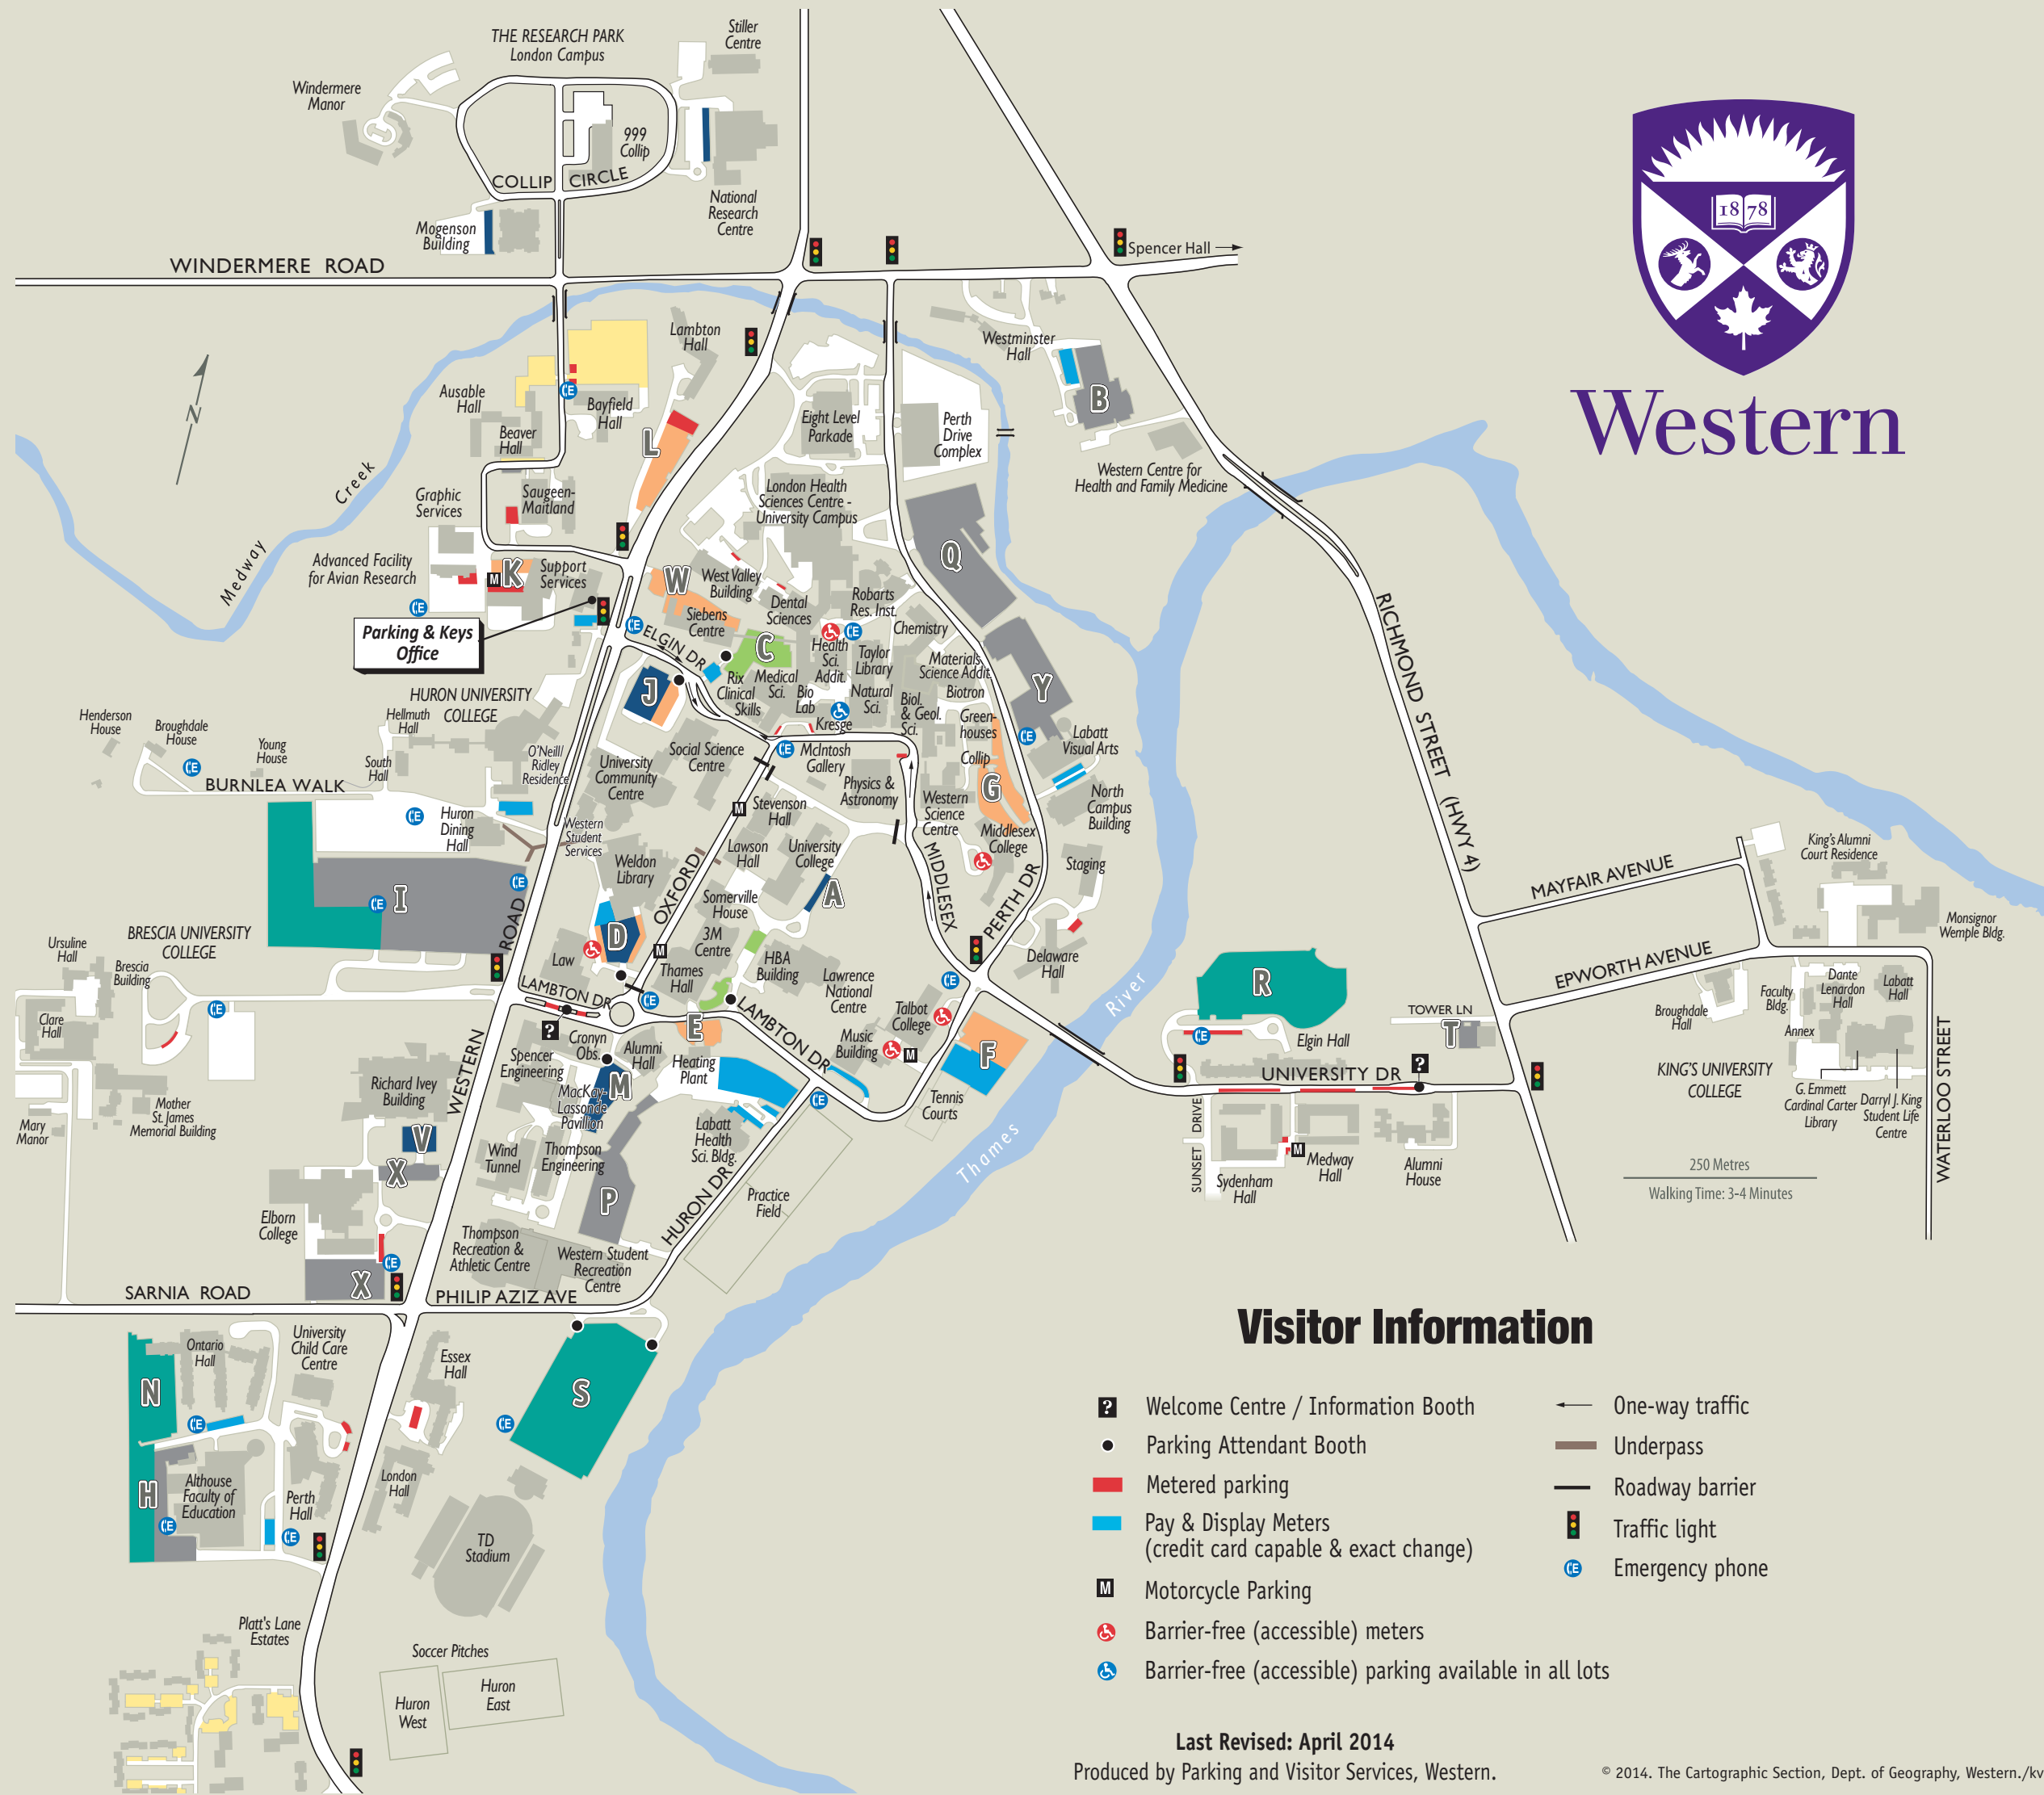 THE RESEARCH PARK
London Campus
Stiller
Centre
Windermere
Manor
999
Collip
COLLIP CIRCLE
National
Research
Centre
Mogenson
Building
WINDERMERE ROAD
Spencer Hall
1878
Western
Lambton
Hall
Westminster
Hall
B
Ausable
Hall
Bayfield
Hall
Beaver
Hall
L
Eight Level
Parkade
Perth
Drive
Complex
Western Centre for
Health and Family Medicine
N
Medway Creek
Graphic
Services
Saugeen-
Maitland
London Health
Sciences Centre -
University Campus
Q
Advanced Facility
for Avian Research
M
K
Support
Services
W
West Valley
Building
Siebens
Centre
Dental
Sciences
Robarts
Res. Inst.
Chemistry
Parking & Keys
Office
ELGIN DR
C
Health
Sci.
Addit.
Taylor
Library
Materials
Science Addit.
Biotron
Y
J
Rix
Clinical
Skills
Medical
Sci.
Bio
Lab
Kresge
Natural
Sci.
Biol.
& Geol.
Sci.
Green-
houses
Collip
Labatt
Visual Arts
HURON UNIVERSITY
COLLEGE
Hellmuth
Hall
Henderson
House
Broughdale
House
Young
House
South
Hall
O'Neill/
Ridley
Residence
BURNLEA WALK
University
Community
Centre
Social Science
Centre
McIntosh
Gallery
Physics &
Astronomy
G
Western
Science
Centre
North
Campus
Building
Huron
Dining
Hall
Western
Student
Services
M
Stevenson
Hall
Middlesex
College
RICHMOND STREET (HWY 4)
Weldon
Library
Lawson
Hall
University
College
MIDDLESEX
PERTH DR
Staging
OXFORD
I
A
Somerville
House
MAYFAIR AVENUE
King's Alumni
Court Residence
Monsignor
Wemple Bldg.
BRESCIA UNIVERSITY
COLLEGE
Ursuline
Hall
Brescia
Building
WESTERN ROAD
D
Law
M
3M
Centre
HBA
Building
Thames
Hall
Lawrence
National
Centre
Delaware
Hall
River
R
EPWORTH AVENUE
Clare
Hall
LAMBTON DR
?
E
LAMBTON DR
Talbot
College
Music
Building
M
F
Elgin Hall
TOWER LN
T
Broughdale
Hall
Faculty
Bldg.
Dante
Lenardon
Hall
Labatt
Hall
Annex
Cronyn
Obs.
Alumni
Hall
Spencer
Engineering
M
Heating
Plant
MacKay-
Lassonde
Pavillion
Richard Ivey
Building
V
X
Tennis
Courts
?
UNIVERSITY DR
KING'S UNIVERSITY
COLLEGE
G. Emmett
Cardinal Carter
Library
Darryl J. King
Student Life
Centre
WATERLOO STREET
Mary
Manor
Mother
St. James
Memorial Building
Labatt
Health
Sci. Bldg.
Wind
Tunnel
Thompson
Engineering
P
HURON DR
Practice
Field
Thames
SUNSET DRIVE
Sydenham
Hall
M
Medway
Hall
Alumni
House
250 Metres
Walking Time: 3-4 Minutes
Elborn
College
X
Thompson
Recreation &
Athletic Centre
Western Student
Recreation
Centre
SARNIA ROAD
PHILIP AZIZ AVE
N
Ontario
Hall
University
Child Care
Centre
Essex
Hall
S
H
Althouse
Faculty of
Education
Perth
Hall
London
Hall
TD
Stadium
Platt's Lane
Estates
Soccer Pitches
Huron
West
Huron
East
Visitor Information
? Welcome Centre / Information Booth
Parking Attendant Booth
Metered parking
Pay & Display Meters
(credit card capable & exact change)
M Motorcycle Parking
Barrier-free (accessible) meters
Barrier-free (accessible) parking available in all lots
One-way traffic
Underpass
Roadway barrier
Traffic light
Emergency phone
Last Revised: April 2014
Produced by Parking and Visitor Services, Western.
© 2014. The Cartographic Section, Dept. of Geography, Western./kv